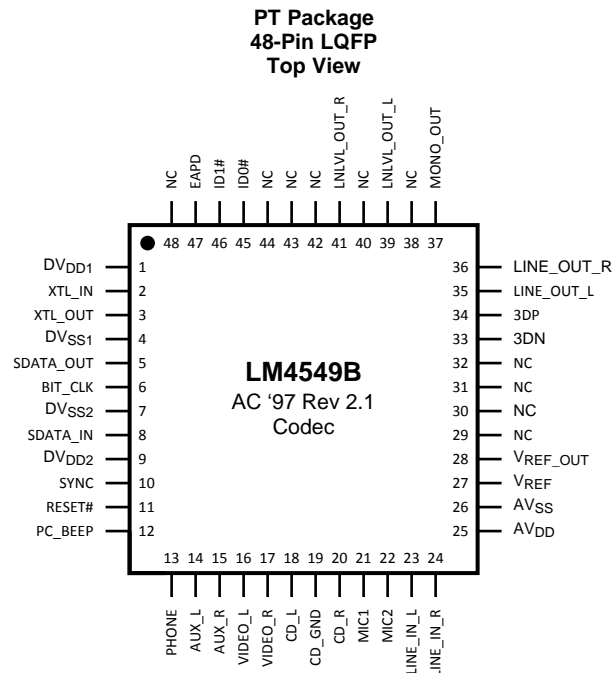 PT Package
48-Pin LQFP
Top View
NC
EAPD
ID1#
ID0#
NC
NC
NC
LNLVL_OUT_R
NC
LNLVL_OUT_L
NC
MONO_OUT
48 47 46 45 44 43 42 41 40 39 38 37
DVDD1 1
XTL_IN 2
XTL_OUT 3
DVSS1 4
SDATA_OUT 5
BIT_CLK 6
DVSS2 7
SDATA_IN 8
DVDD2 9
SYNC 10
RESET# 11
PC_BEEP 12
LM4549B
AC ‘97 Rev 2.1
Codec
36 LINE_OUT_R
35 LINE_OUT_L
34 3DP
33 3DN
32 NC
31 NC
30 NC
29 NC
28 VREF_OUT
27 VREF
26 AVSS
25 AVDD
13 14 15 16 17 18 19 20 21 22 23 24
PHONE
AUX_L
AUX_R
VIDEO_L
VIDEO_R
CD_L
CD_GND
CD_R
MIC1
MIC2
LINE_IN_L
LINE_IN_R